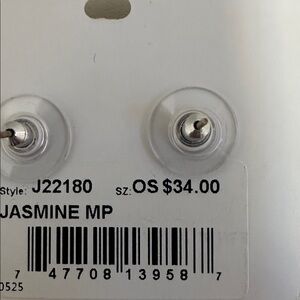 Style: J22180 SZ: OS $34.00
JASMINE MP
7 47708 13958 7
0525